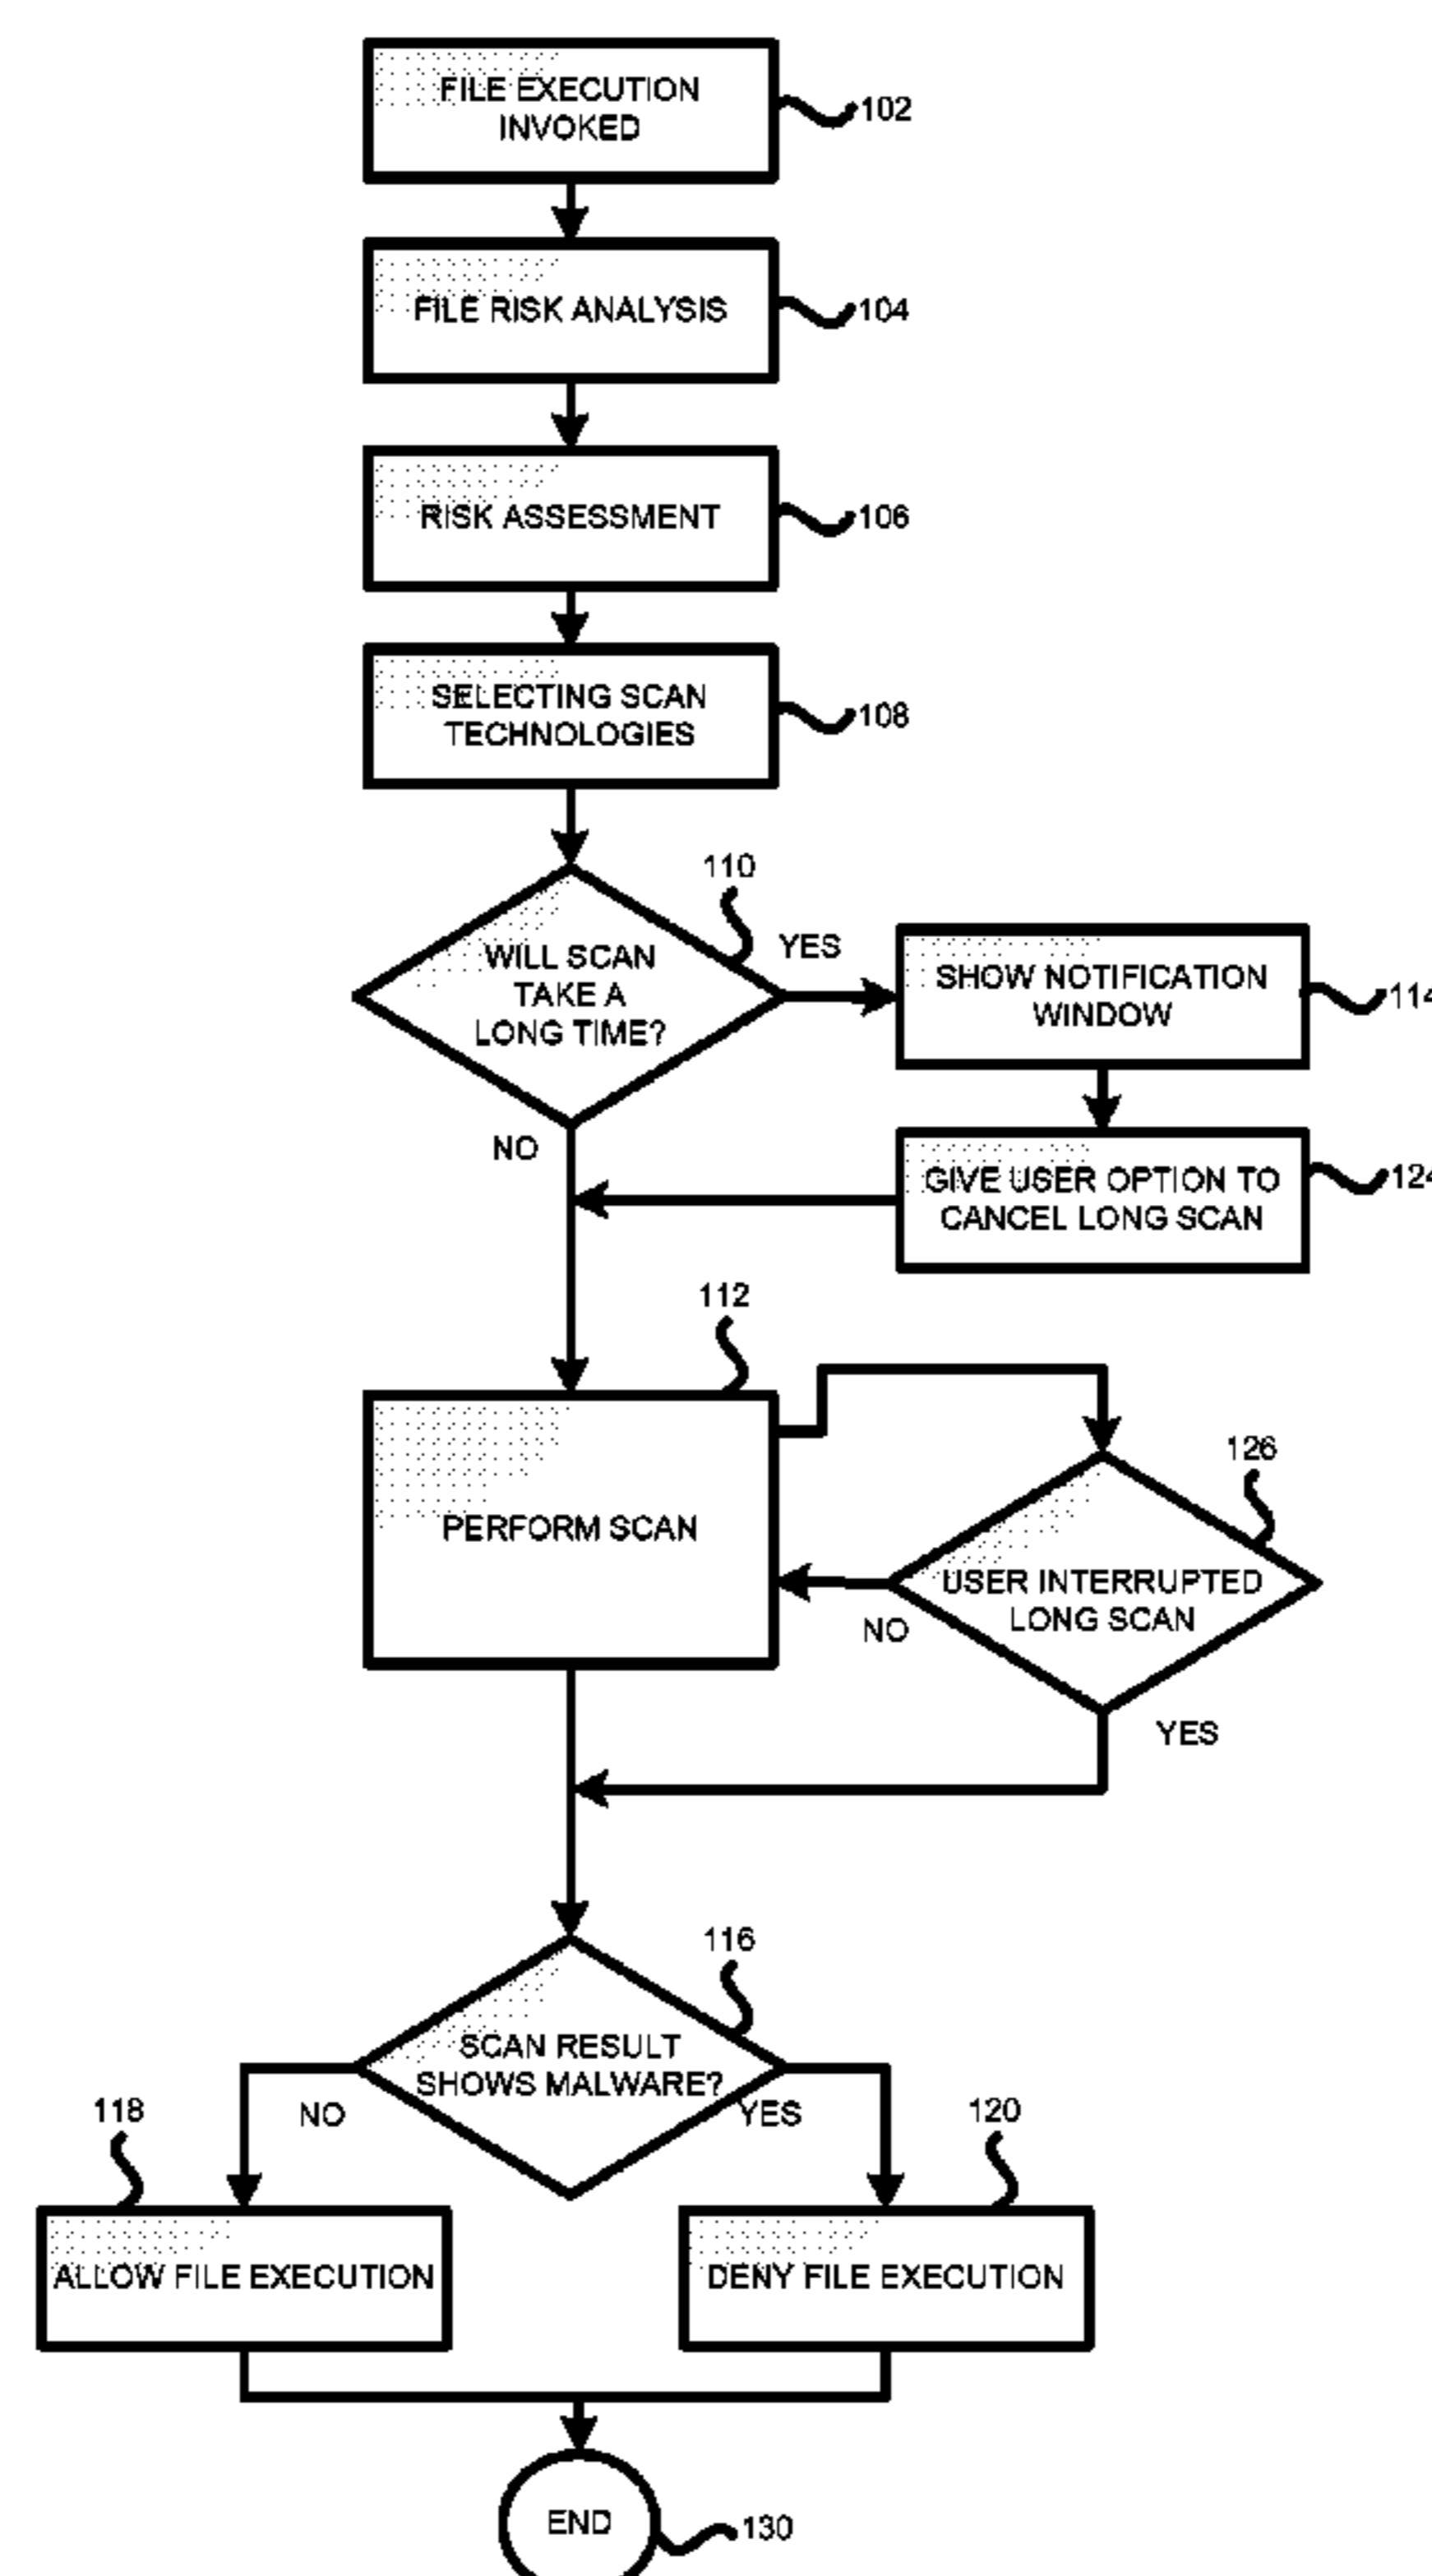 FILE EXECUTION
INVOKED
102
FILE RISK ANALYSIS
104
RISK ASSESSMENT
106
SELECTING SCAN
TECHNOLOGIES
108
110
WILL SCAN
TAKE A
LONG TIME?
YES
NO
SHOW NOTIFICATION
WINDOW
114
GIVE USER OPTION TO
CANCEL LONG SCAN
124
112
PERFORM SCAN
126
USER INTERRUPTED
LONG SCAN
NO
YES
116
SCAN RESULT
SHOWS MALWARE?
NO
YES
118
ALLOW FILE EXECUTION
120
DENY FILE EXECUTION
END
130